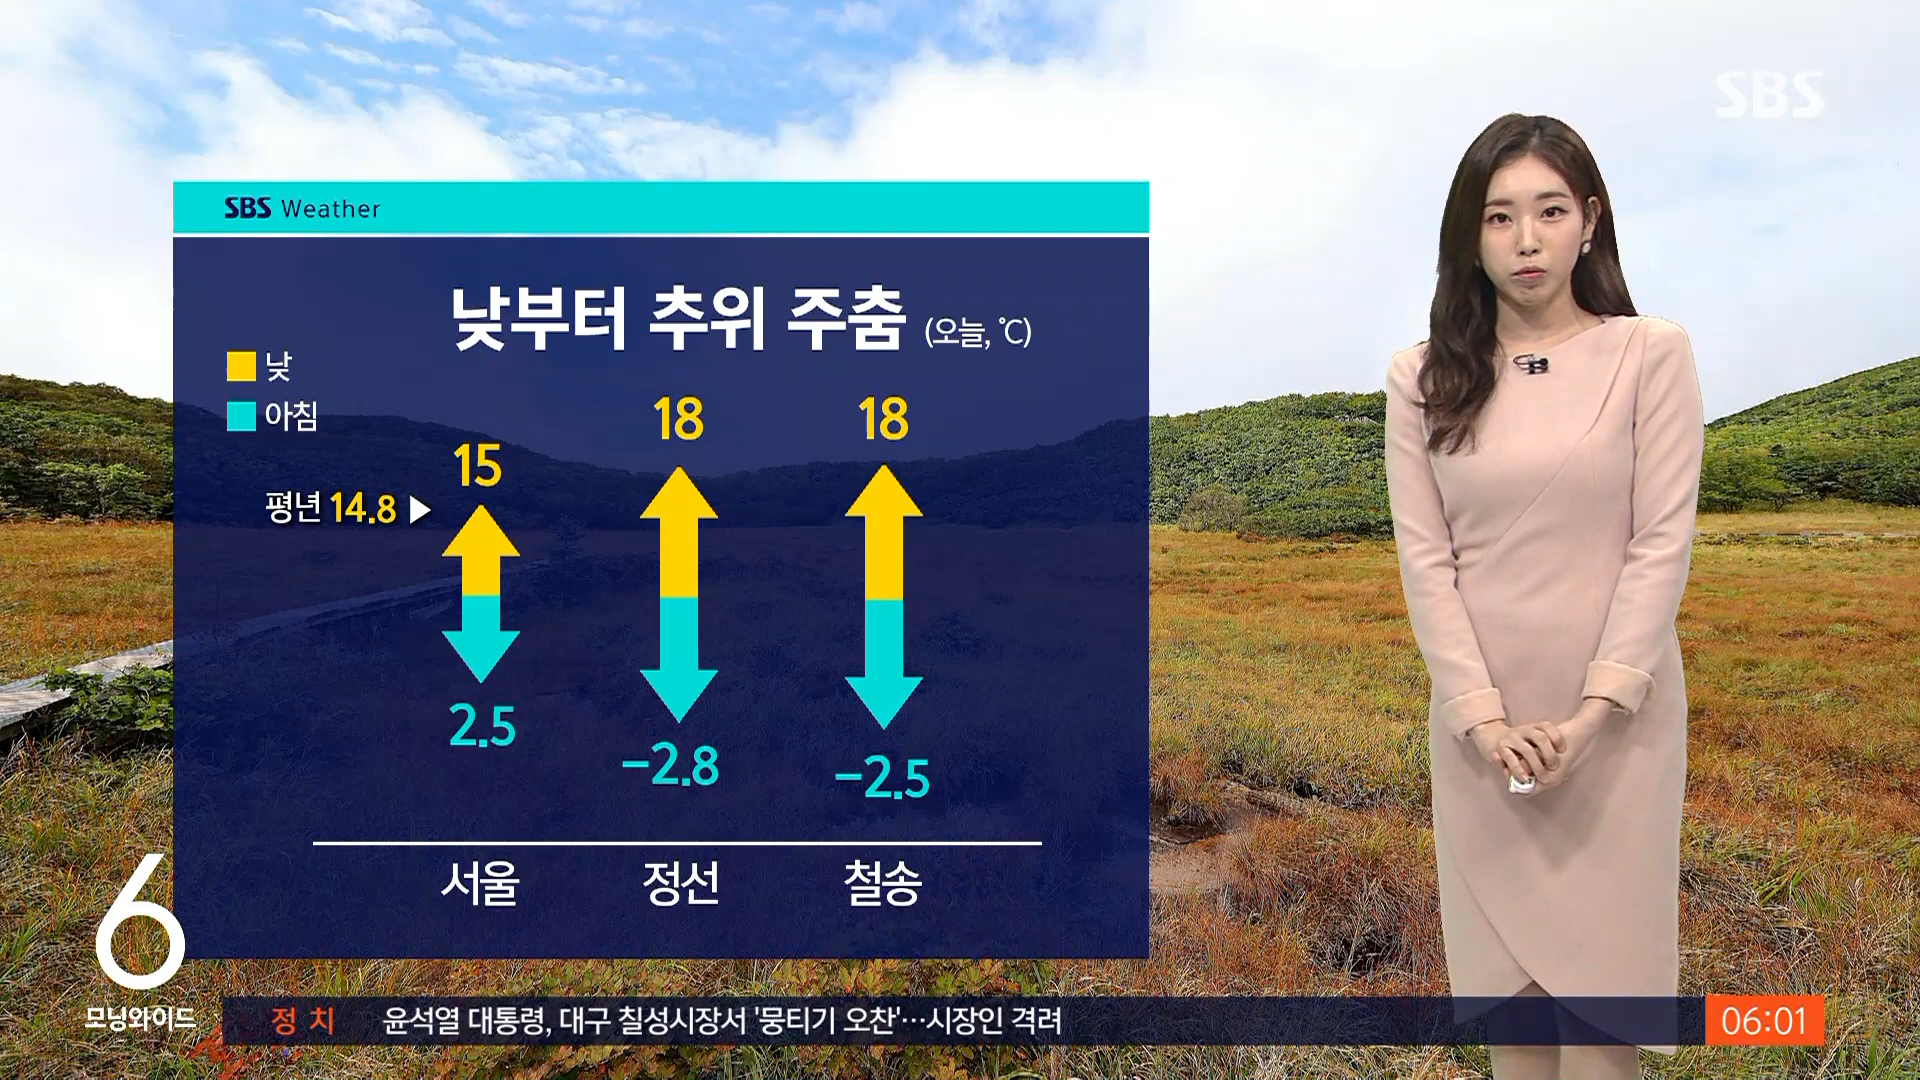 SBS
SBS Weather
낮부터 추위 주춤 (오늘, ℃)
낮
아침
평년 14.8 ▶
15
18
18
2.5
-2.8
-2.5
서울
정선
철송
6
모닝와이드
정 치
윤석열 대통령, 대구 칠성시장서 '뭉티기 오찬'…시장인 격려
06:01